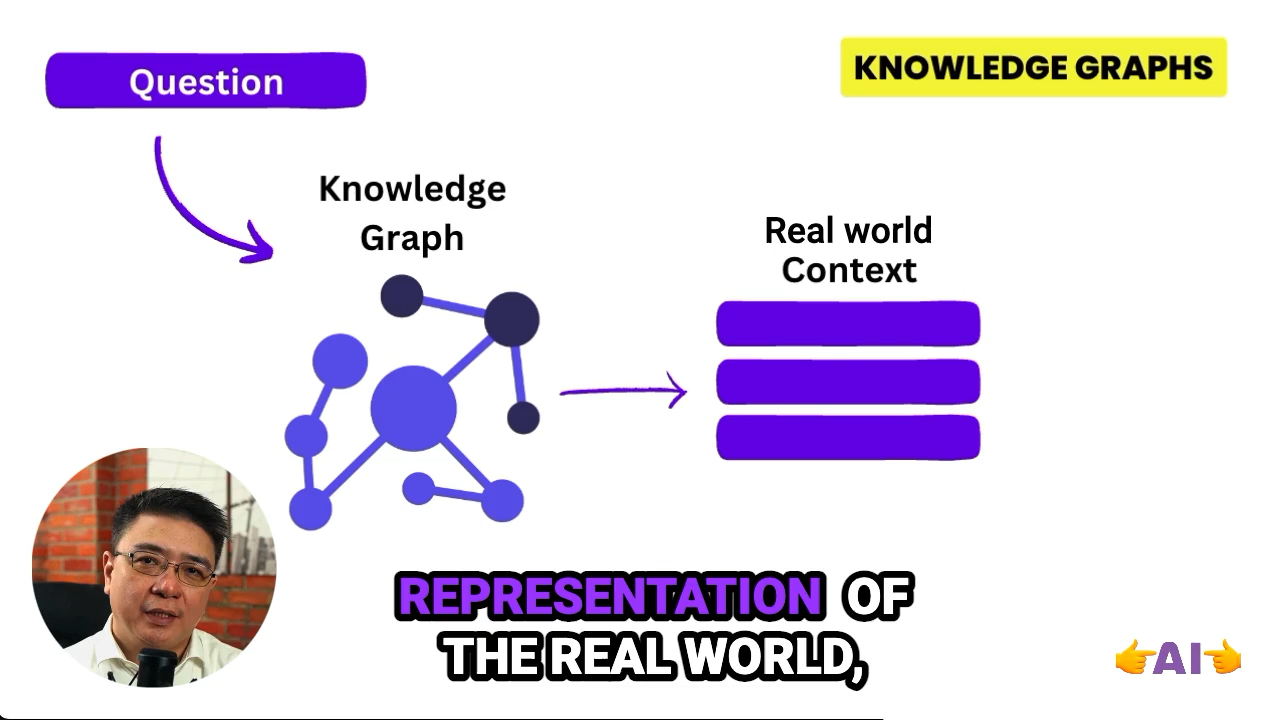 Question
KNOWLEDGE GRAPHS
Knowledge
Graph
Real world
Context
REPRESENTATION OF
THE REAL WORLD,
AI